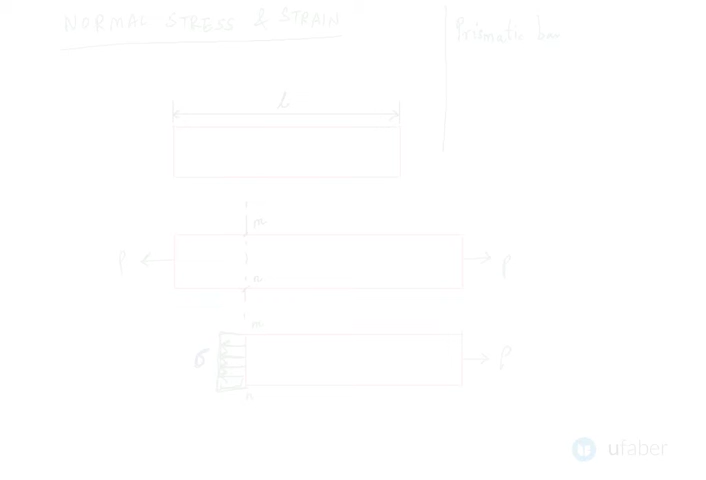 NORMAL STRESS & STRAIN
Prismatic bar
L
m
P
P
n
m
σ
P
n
ufaber